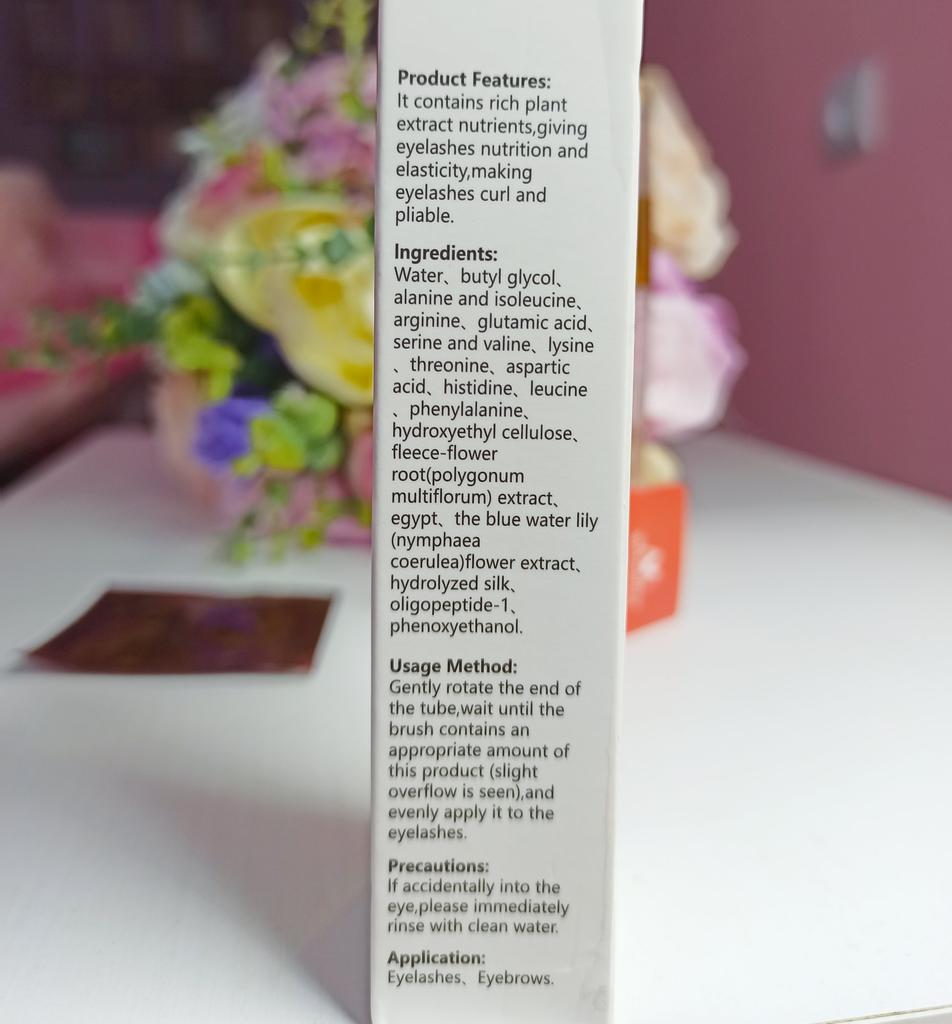 Product Features:
It contains rich plant
extract nutrients,giving
eyelashes nutrition and
elasticity,making
eyelashes curl and
pliable.
Ingredients:
Water、butyl glycol、
alanine and isoleucine、
arginine、glutamic acid、
serine and valine、lysine
、threonine、aspartic
acid、histidine、leucine
、phenylalanine、
hydroxyethyl cellulose、
fleece-flower
root(polygonum
multiflorum) extract、
egypt、the blue water lily
(nymphaea
coerulea)flower extract、
hydrolyzed silk、
oligopeptide-1、
phenoxyethanol.
Usage Method:
Gently rotate the end of
the tube,wait until the
brush contains an
appropriate amount of
this product (slight
overflow is seen),and
evenly apply it to the
eyelashes.
Precautions:
If accidentally into the
eye,please immediately
rinse with clean water.
Application:
Eyelashes、Eyebrows.